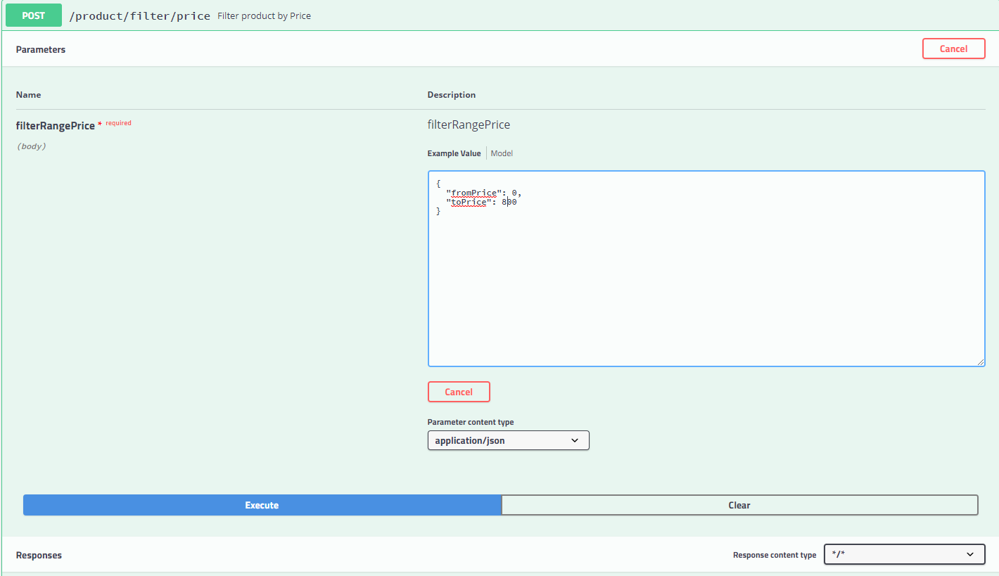 POST /product/filter/price Filter product by Price
Parameters Cancel
Name Description
filterRangePrice * required filterRangePrice
(body)
Example Value Model
{
"fromPrice": 0,
"toPrice": 800
}
Cancel
Parameter content type
application/json
Execute Clear
Responses Response content type */*